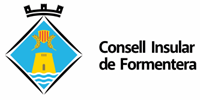 Consell Insular
de Formentera